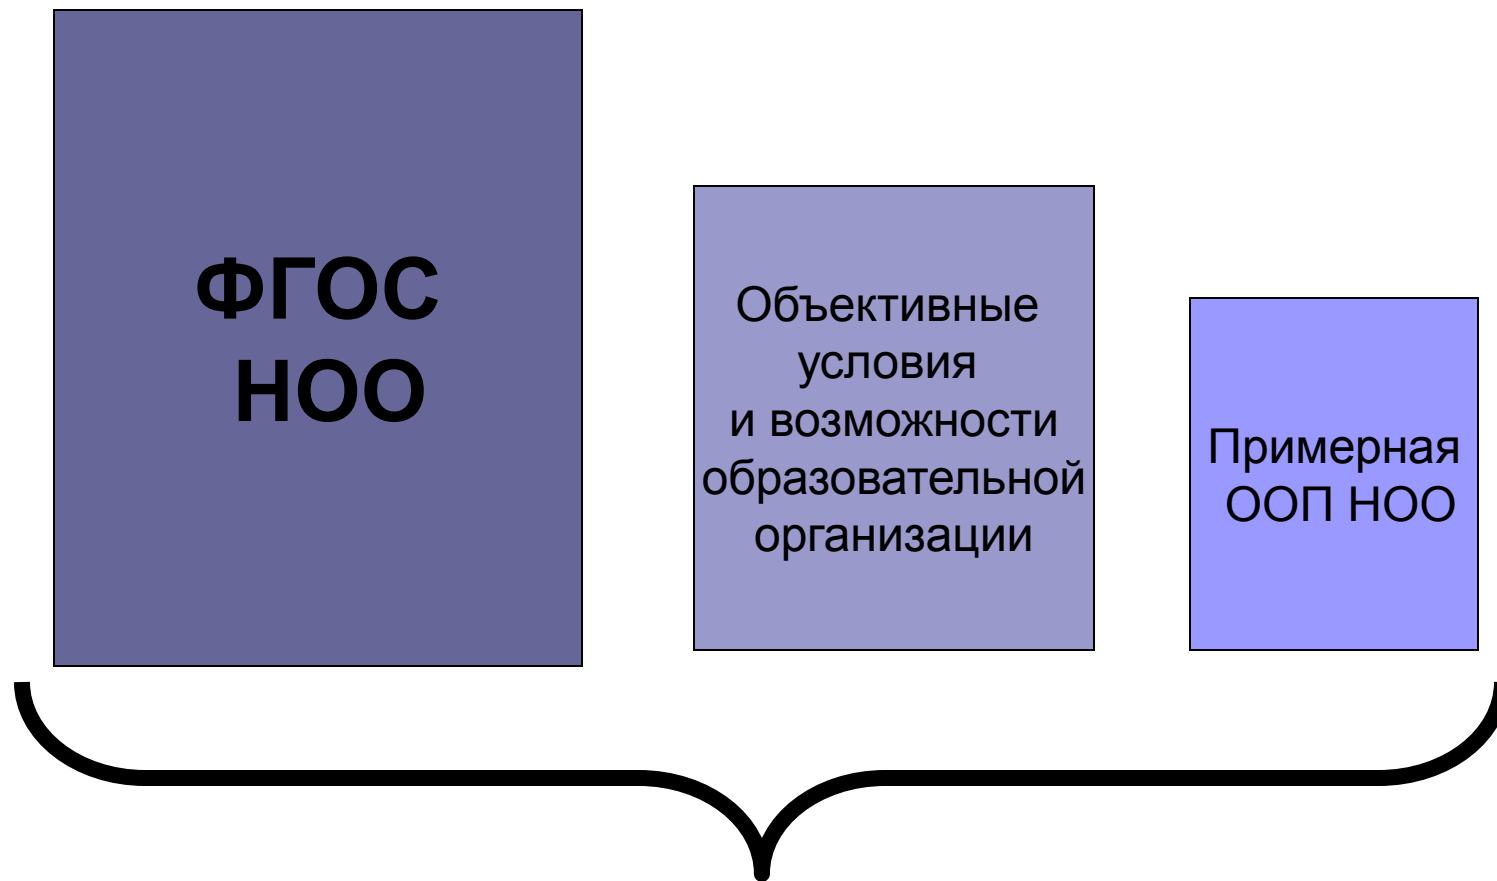 ФГОС
НОО
Объективные
условия
и возможности
образовательной
организации
Примерная
ООП НОО